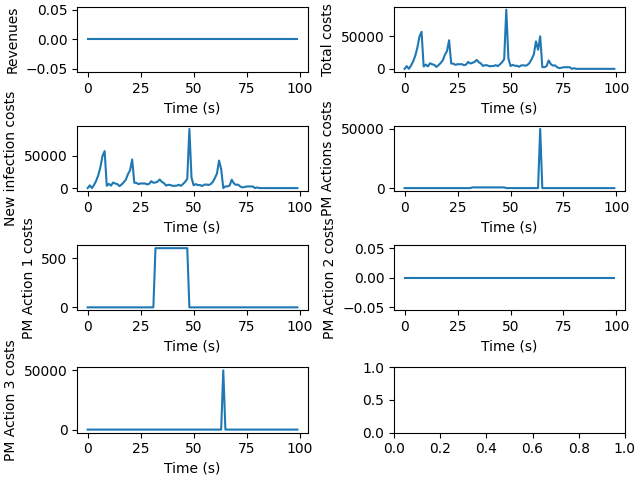 Revenues
0.05
0.00
−0.05
0 25 50 75 100
Time (s)
Total costs
50000
0
0 25 50 75 100
Time (s)
New infection costs
50000
0
0 25 50 75 100
Time (s)
PM Actions costs
50000
0
0 25 50 75 100
Time (s)
PM Action 1 costs
500
0
0 25 50 75 100
Time (s)
PM Action 2 costs
0.05
0.00
−0.05
0 25 50 75 100
Time (s)
PM Action 3 costs
50000
0
0 25 50 75 100
Time (s)
1.0
0.5
0.0
0.0 0.2 0.4 0.6 0.8 1.0